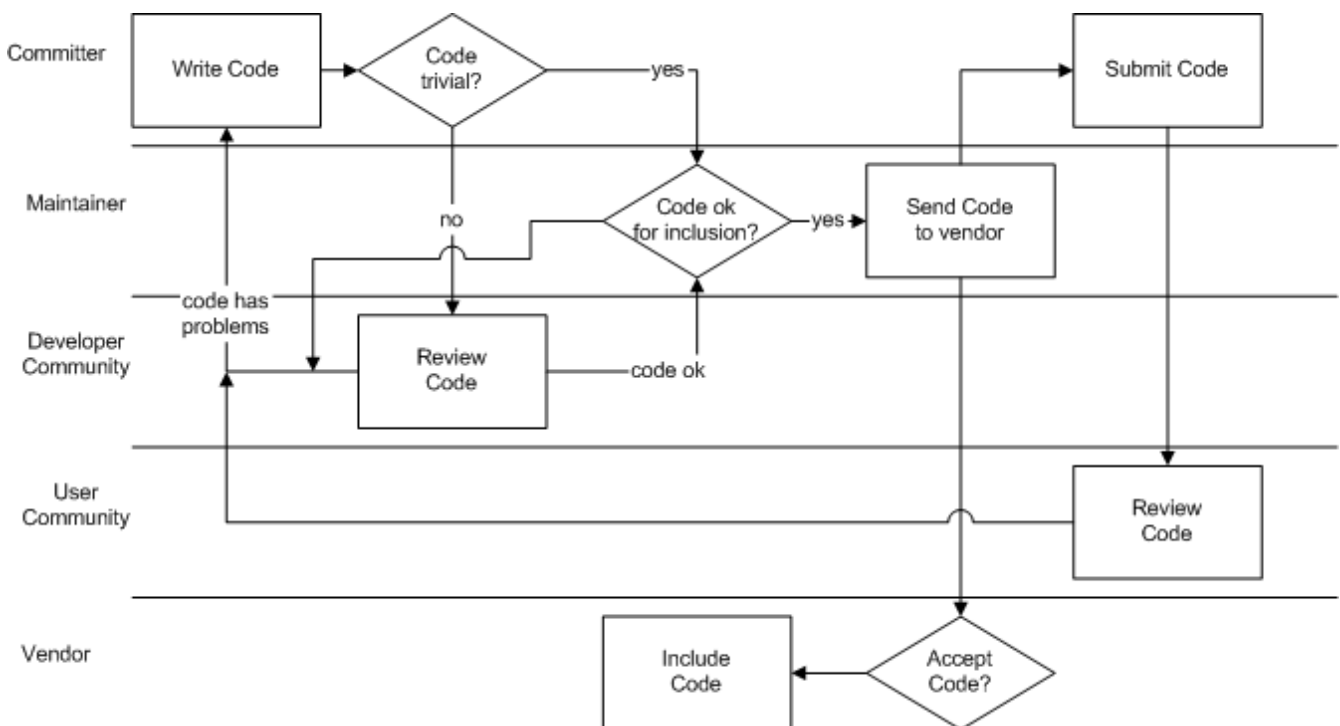 Committer
Write Code
Code
trivial?
yes
Submit Code
Maintainer
no
Code ok
for inclusion?
yes
Send Code
to vendor
code has
problems
Developer
Community
Review
Code
code ok
User
Community
Review
Code
Vendor
Include
Code
Accept
Code?